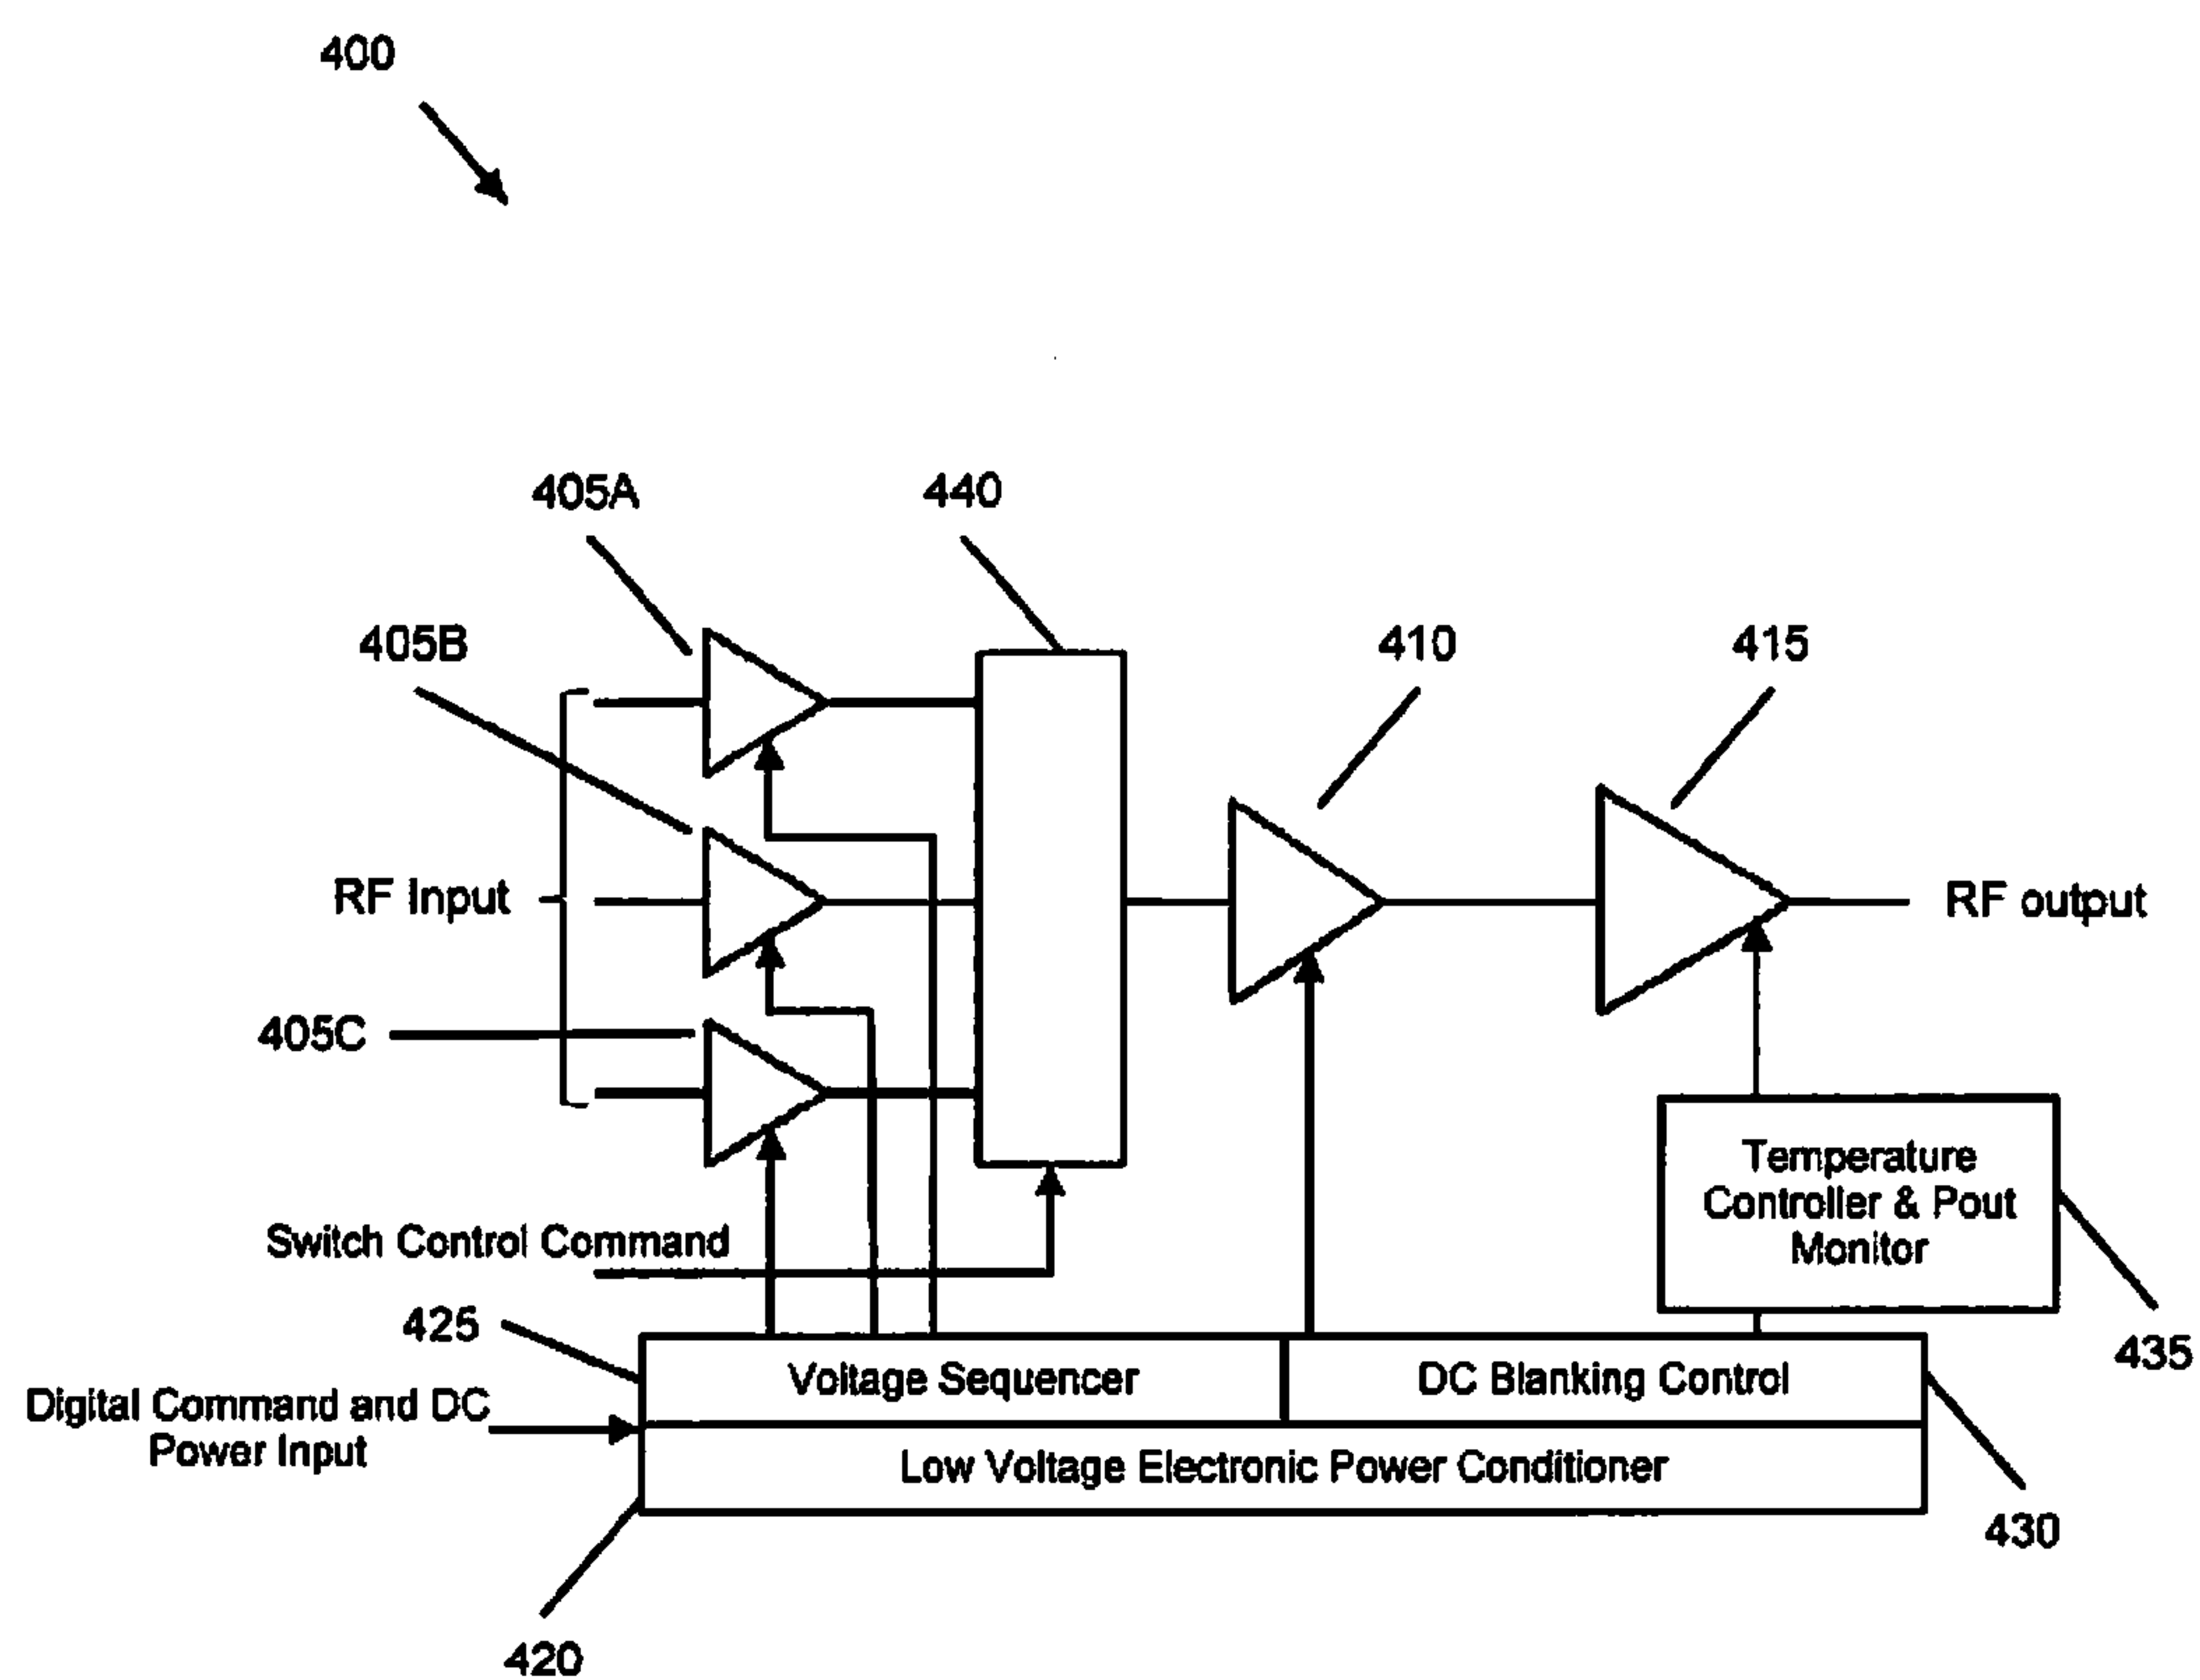 400
405A
440
405B
410
415
RF Input
RF output
405C
Temperature
Controller & Pout
Monitor
Switch Control Command
425
435
Voltage Sequencer
DC Blanking Control
Digital Command and DC
Power Input
Low Voltage Electronic Power Conditioner
430
420